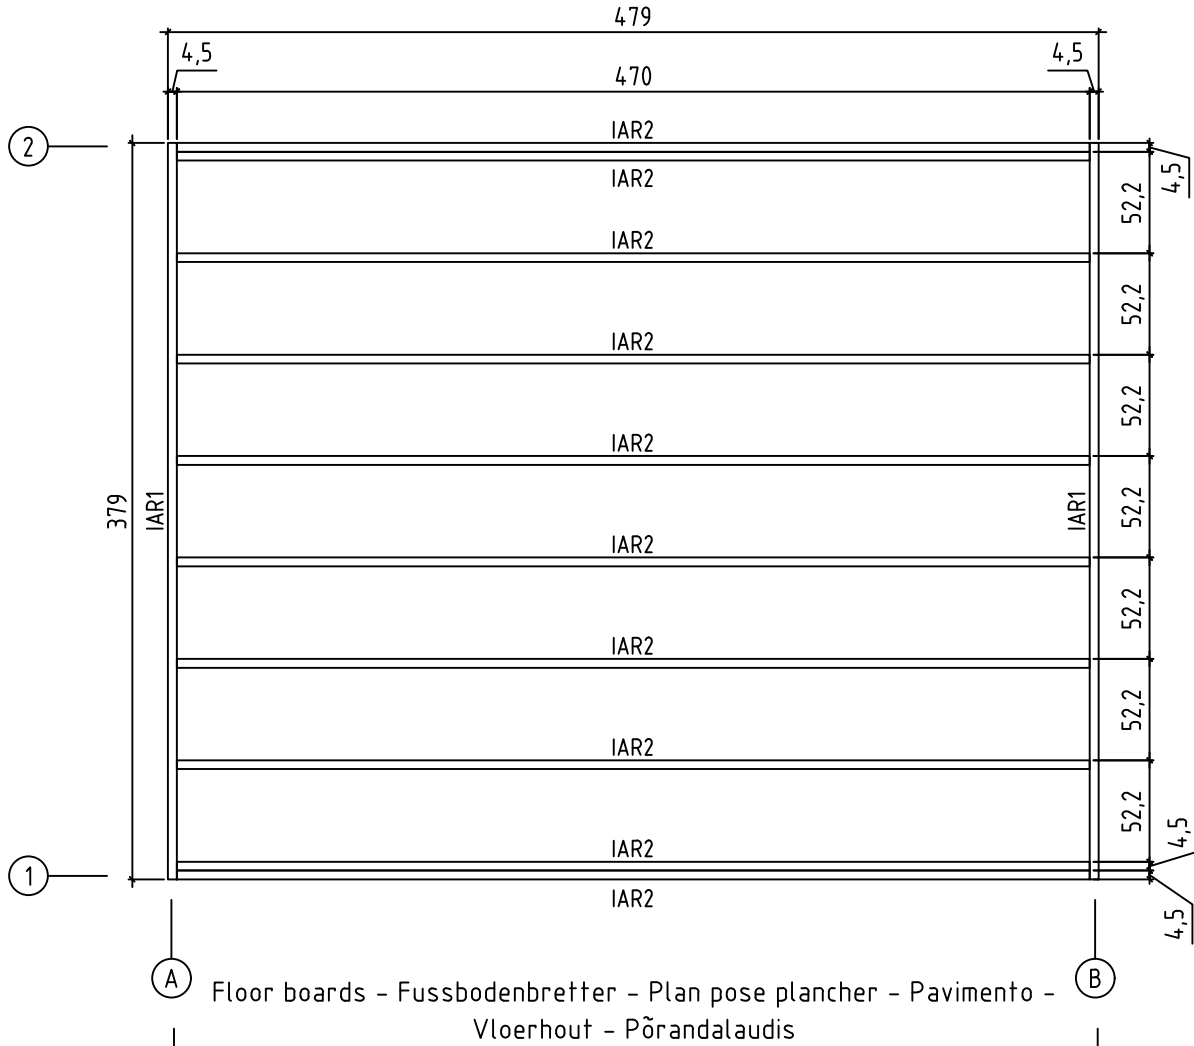 479
4,5
4,5
470
IAR2
2
IAR2
4,5
52,2
IAR2
52,2
IAR2
52,2
IAR2
379
IAR1
IAR1
52,2
IAR2
52,2
IAR2
52,2
IAR2
52,2
4,5
IAR2
1
IAR2
4,5
A
B
Floor boards - Fussbodenbretter - Plan pose plancher - Pavimento -
Vloerhout - Põrandalaudis